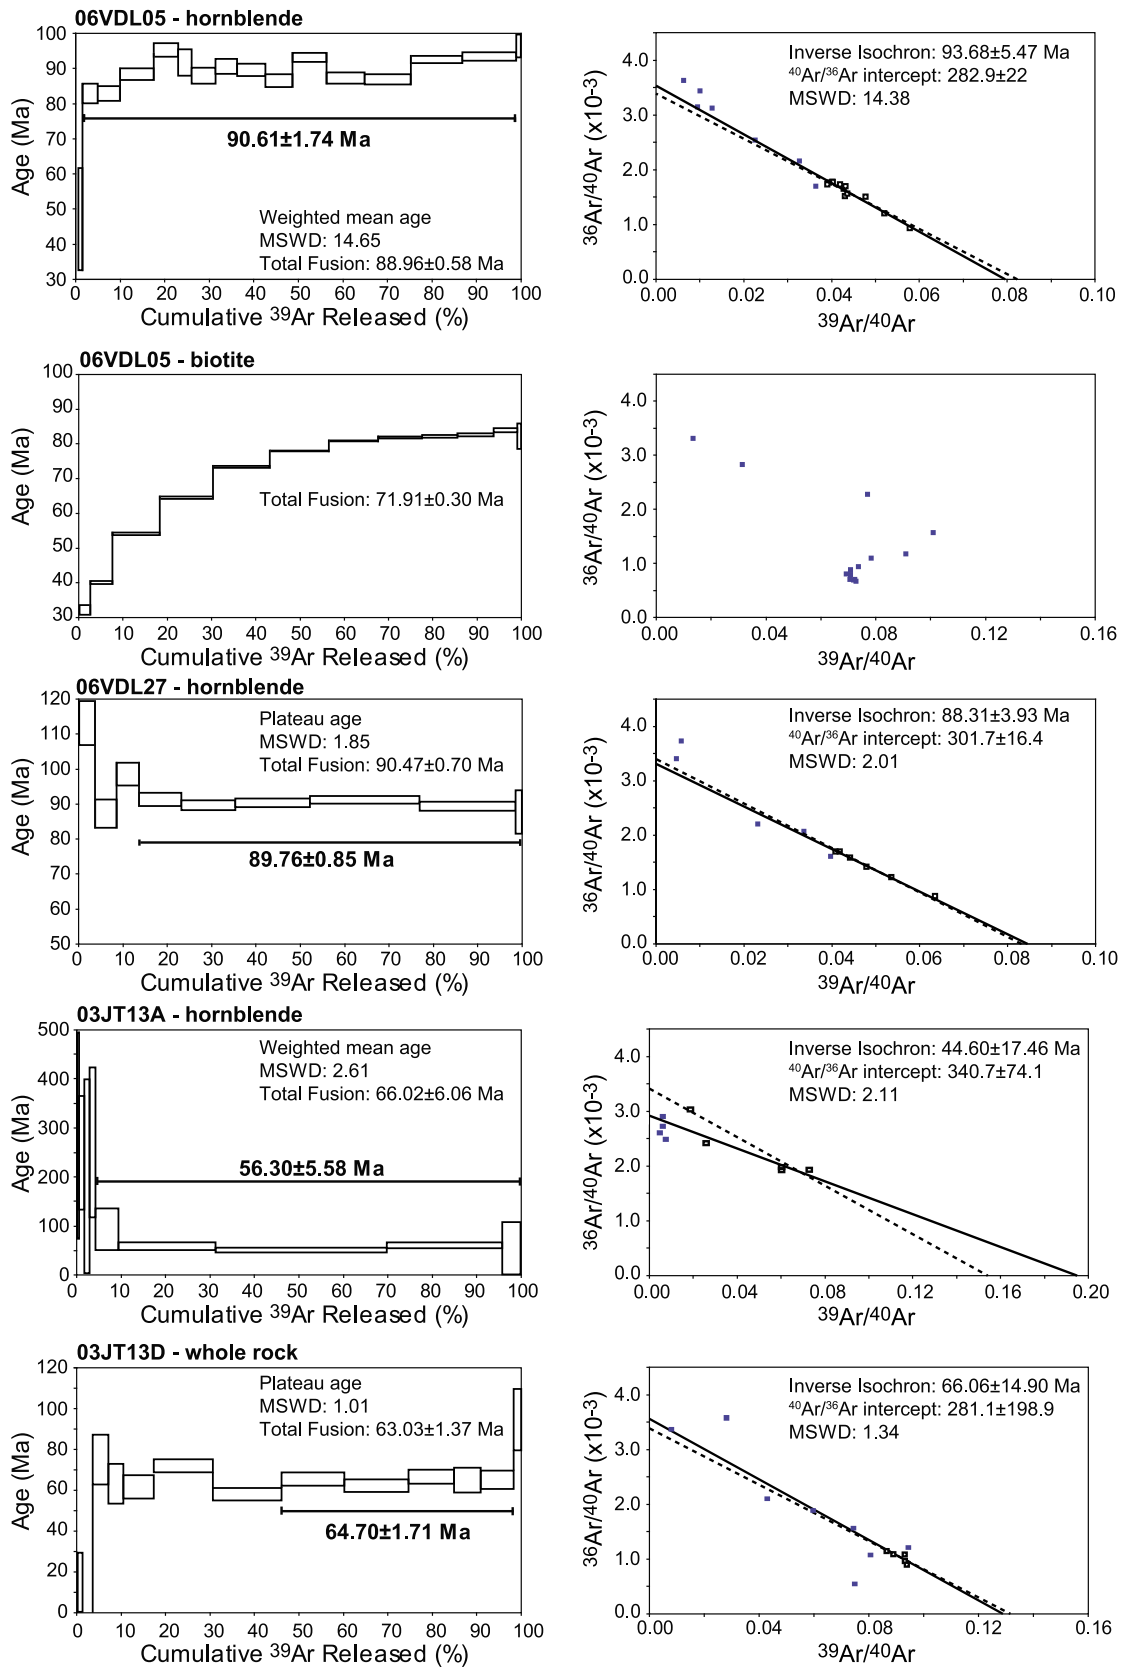 06VDL05 - hornblende
100
90
80
70
60
50
40
30
Age (Ma)
90.61±1.74 Ma
Weighted mean age
MSWD: 14.65
Total Fusion: 88.96±0.58 Ma
0 10 20 30 40 50 60 70 80 90 100
Cumulative ³⁹Ar Released (%)
Inverse Isochron: 93.68±5.47 Ma
⁴⁰Ar/³⁶Ar intercept: 282.9±22
MSWD: 14.38
4.0
3.0
2.0
1.0
0.0
³⁶Ar/⁴⁰Ar (x10⁻³)
0.00 0.02 0.04 0.06 0.08 0.10
³⁹Ar/⁴⁰Ar
06VDL05 - biotite
100
90
80
70
60
50
40
30
Age (Ma)
Total Fusion: 71.91±0.30 Ma
0 10 20 30 40 50 60 70 80 90 100
Cumulative ³⁹Ar Released (%)
4.0
3.0
2.0
1.0
0.0
³⁶Ar/⁴⁰Ar (x10⁻³)
0.00 0.04 0.08 0.12 0.16
³⁹Ar/⁴⁰Ar
06VDL27 - hornblende
120
110
100
90
80
70
60
50
Age (Ma)
Plateau age
MSWD: 1.85
Total Fusion: 90.47±0.70 Ma
89.76±0.85 Ma
0 10 20 30 40 50 60 70 80 90 100
Cumulative ³⁹Ar Released (%)
Inverse Isochron: 88.31±3.93 Ma
⁴⁰Ar/³⁶Ar intercept: 301.7±16.4
MSWD: 2.01
4.0
3.0
2.0
1.0
0.0
³⁶Ar/⁴⁰Ar (x10⁻³)
0.00 0.02 0.04 0.06 0.08 0.10
³⁹Ar/⁴⁰Ar
03JT13A - hornblende
500
400
300
200
100
0
Age (Ma)
Weighted mean age
MSWD: 2.61
Total Fusion: 66.02±6.06 Ma
56.30±5.58 Ma
0 10 20 30 40 50 60 70 80 90 100
Cumulative ³⁹Ar Released (%)
Inverse Isochron: 44.60±17.46 Ma
⁴⁰Ar/³⁶Ar intercept: 340.7±74.1
MSWD: 2.11
4.0
3.0
2.0
1.0
0.0
³⁶Ar/⁴⁰Ar (x10⁻³)
0.00 0.04 0.08 0.12 0.16 0.20
³⁹Ar/⁴⁰Ar
03JT13D - whole rock
120
100
80
60
40
20
0
Age (Ma)
Plateau age
MSWD: 1.01
Total Fusion: 63.03±1.37 Ma
64.70±1.71 Ma
0 10 20 30 40 50 60 70 80 90 100
Cumulative ³⁹Ar Released (%)
Inverse Isochron: 66.06±14.90 Ma
⁴⁰Ar/³⁶Ar intercept: 281.1±198.9
MSWD: 1.34
4.0
3.0
2.0
1.0
0.0
³⁶Ar/⁴⁰Ar (x10⁻³)
0.00 0.04 0.08 0.12 0.16
³⁹Ar/⁴⁰Ar